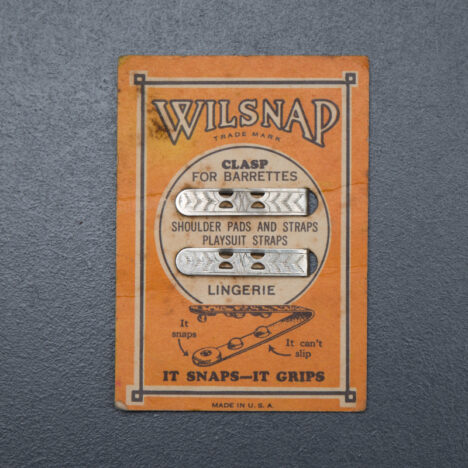 WILSNAP
TRADE MARK
CLASP
FOR BARRETTES
SHOULDER PADS AND STRAPS
PLAYSUIT STRAPS
LINGERIE
It
snaps
It can't
slip
IT SNAPS—IT GRIPS
MADE IN U.S.A.